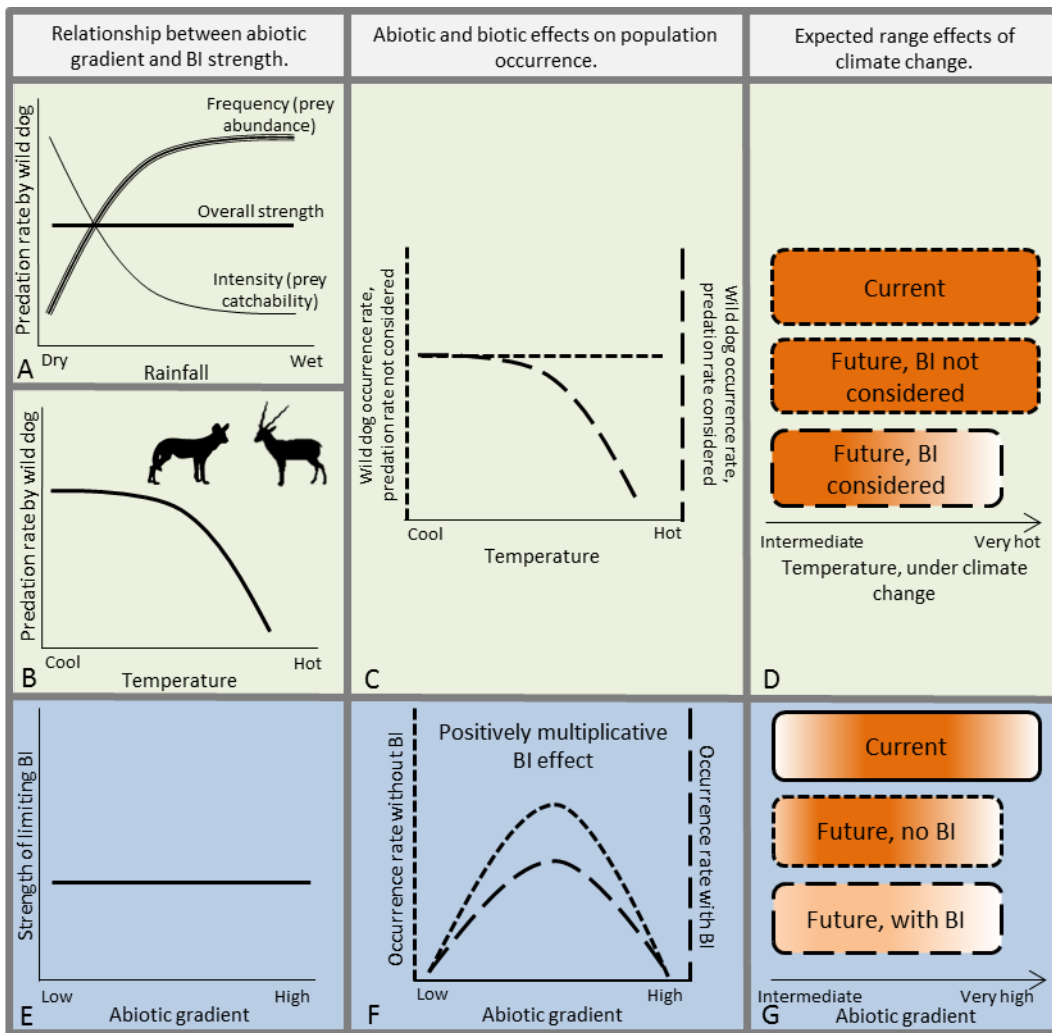 Relationship between abiotic
gradient and BI strength.
Abiotic and biotic effects on population
occurrence.
Expected range effects of
climate change.
Predation rate by wild dog
Frequency (prey
abundance)
Overall strength
Intensity (prey
catchability)
Dry
Wet
Rainfall
A
Predation rate by wild dog
Cool
Hot
Temperature
B
Wild dog occurrence rate,
predation rate not considered
Wild dog occurrence rate,
predation rate considered
Cool
Hot
Temperature
C
Current
Future, BI not
considered
Future, BI
considered
Intermediate
Very hot
Temperature, under climate
change
D
Strength of limiting BI
Low
High
Abiotic gradient
E
Positively multiplicative
BI effect
Occurrence rate without BI
Occurrence rate with BI
Low
High
Abiotic gradient
F
Current
Future, no BI
Future, with BI
Intermediate
Very high
Abiotic gradient
G